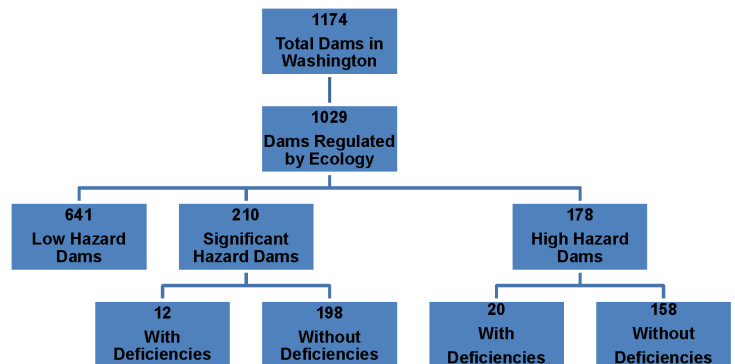 1174
Total Dams in
Washington
1029
Dams Regulated
by Ecology
641
Low Hazard
Dams
210
Significant
Hazard Dams
178
High Hazard
Dams
12
With
Deficiencies
198
Without
Deficiencies
20
With
Deficiencies
158
Without
Deficiencies